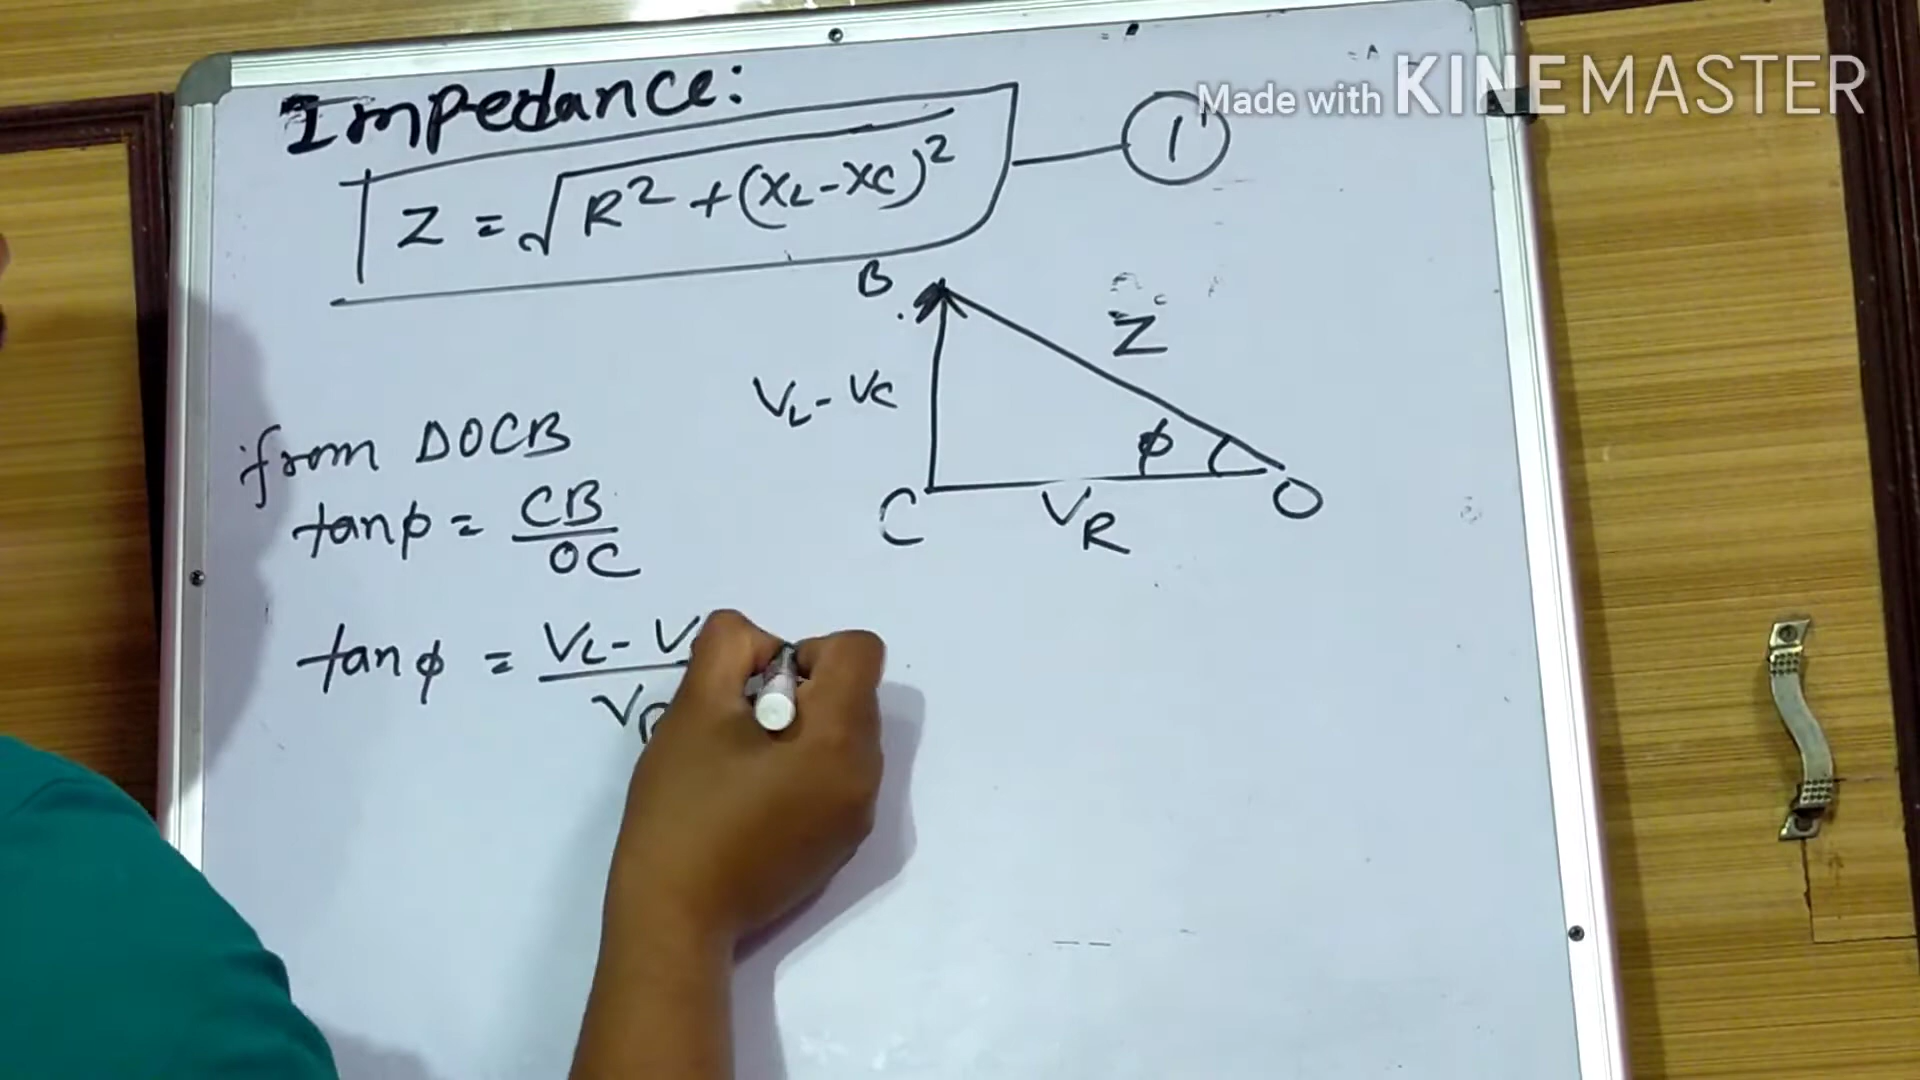 Impedance:
Made with KINEMASTER
Z = √R² + (XL - XC)²
1
B
Z
VL - VC
from ΔOCB
φ
tanφ = CB
OC
C
VR
O
tanφ = VL - V
V